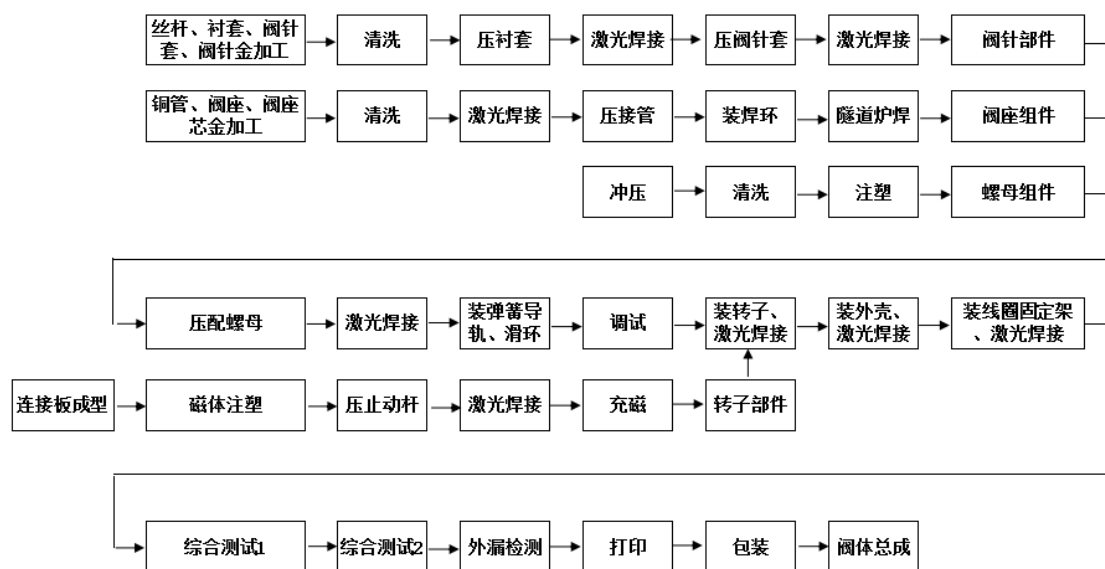 丝杆、衬套、阀针
套、阀针金加工
清洗
压衬套
激光焊接
压阀针套
激光焊接
阀针部件
铜管、阀座、阀座
芯金加工
清洗
激光焊接
压接管
装焊环
隧道炉焊
阀座组件
冲压
清洗
注塑
螺母组件
压配螺母
激光焊接
装弹簧导
轨、滑环
调试
装转子、
激光焊接
装外壳、
激光焊接
装线圈固定架
、激光焊接
连接板成型
磁体注塑
压止动杆
激光焊接
充磁
转子部件
综合测试1
综合测试2
外漏检测
打印
包装
阀体总成